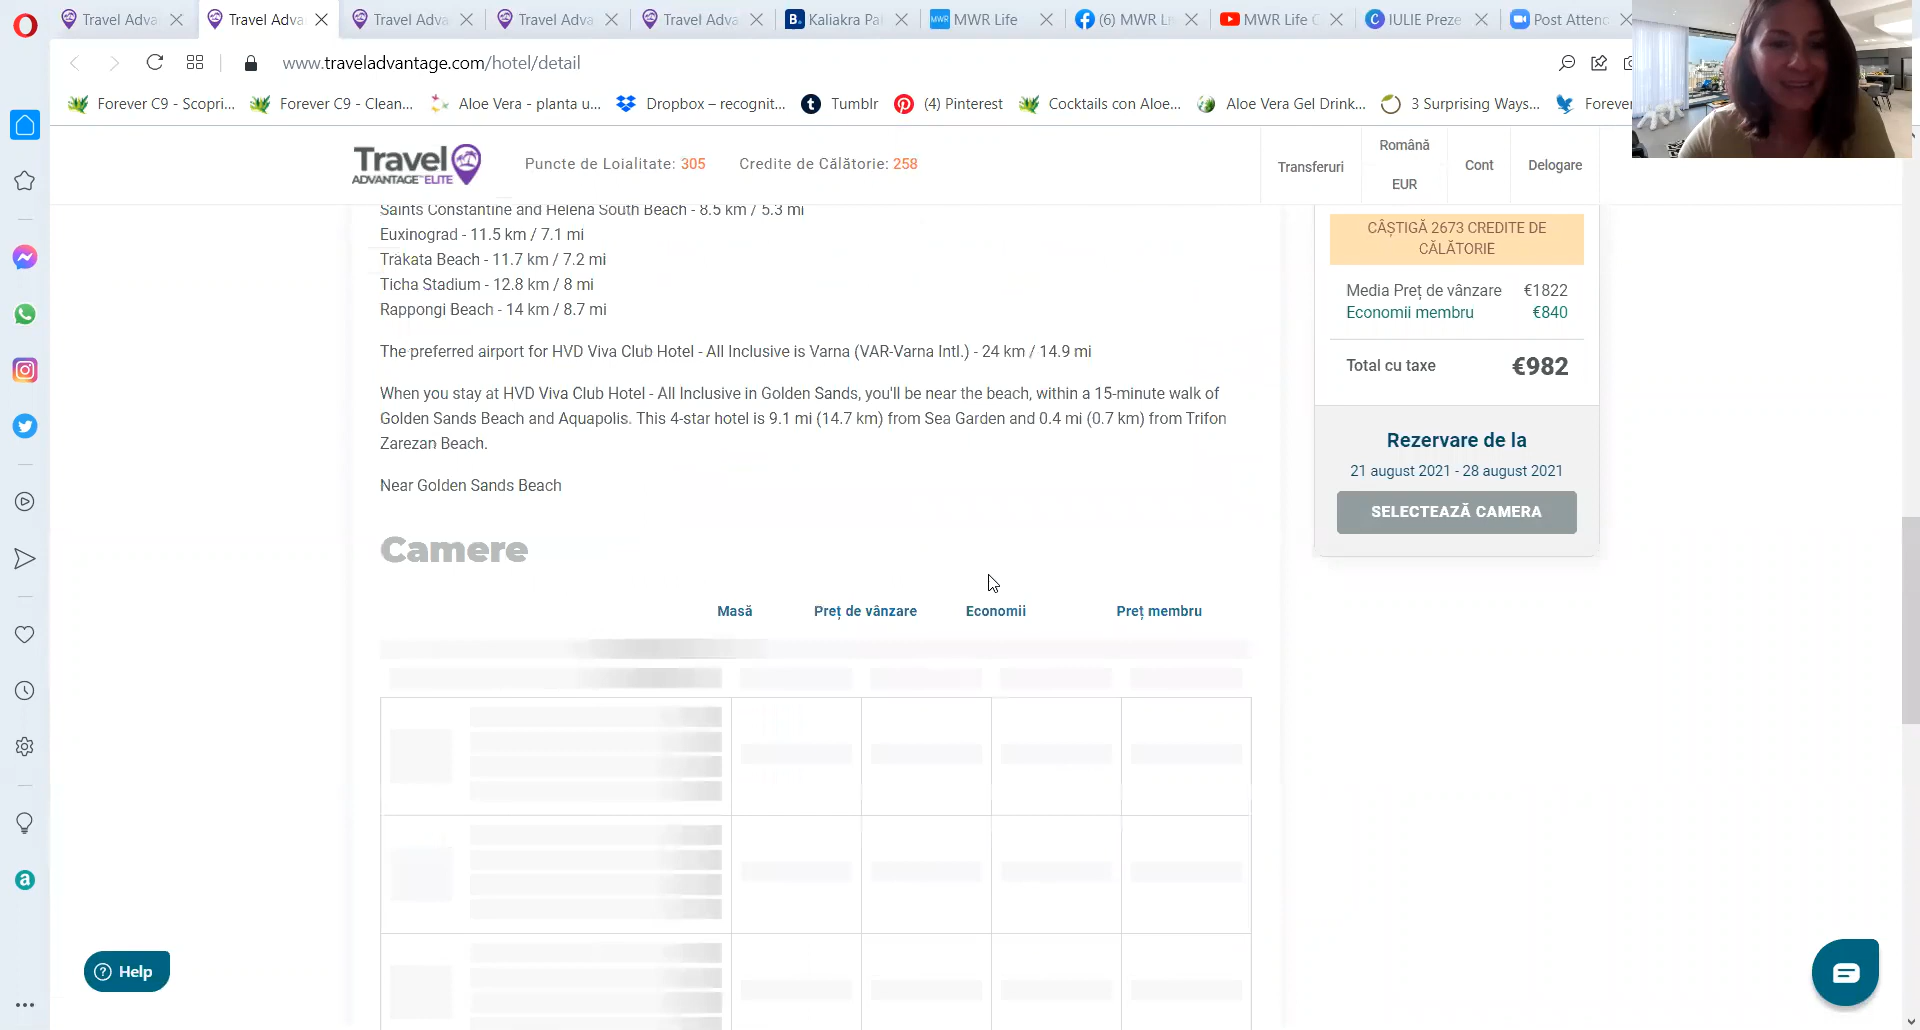 Travel Adva
Travel Adva
Travel Adva
Travel Adva
Travel Adva
B. Kaliakra Pal
MWR MWR Life
(6) MWR Li
MWR Life C
IULIE Preze
Post Attend
www.traveladvantage.com/hotel/detail
Forever C9 - Scopri...
Forever C9 - Clean...
Aloe Vera - planta u...
Dropbox – recognit...
Tumblr
(4) Pinterest
Cocktails con Aloe...
Aloe Vera Gel Drink...
3 Surprising Ways...
Forever
Travel
ADVANTAGE™ ELITE
Puncte de Loialitate: 305
Credite de Călătorie: 258
Transferuri
Română
EUR
Cont
Delogare
Saints Constantine and Helena South Beach - 8.5 km / 5.3 mi
Euxinograd - 11.5 km / 7.1 mi
Trakata Beach - 11.7 km / 7.2 mi
Ticha Stadium - 12.8 km / 8 mi
Rappongi Beach - 14 km / 8.7 mi
The preferred airport for HVD Viva Club Hotel - All Inclusive is Varna (VAR-Varna Intl.) - 24 km / 14.9 mi
When you stay at HVD Viva Club Hotel - All Inclusive in Golden Sands, you'll be near the beach, within a 15-minute walk of
Golden Sands Beach and Aquapolis. This 4-star hotel is 9.1 mi (14.7 km) from Sea Garden and 0.4 mi (0.7 km) from Trifon
Zarezan Beach.
Near Golden Sands Beach
Camere
Masă
Preț de vânzare
Economii
Preț membru
CÂȘTIGĂ 2673 CREDITE DE
CĂLĂTORIE
Media Preț de vânzare €1822
Economii membru €840
Total cu taxe €982
Rezervare de la
21 august 2021 - 28 august 2021
SELECTEAZĂ CAMERA
Help